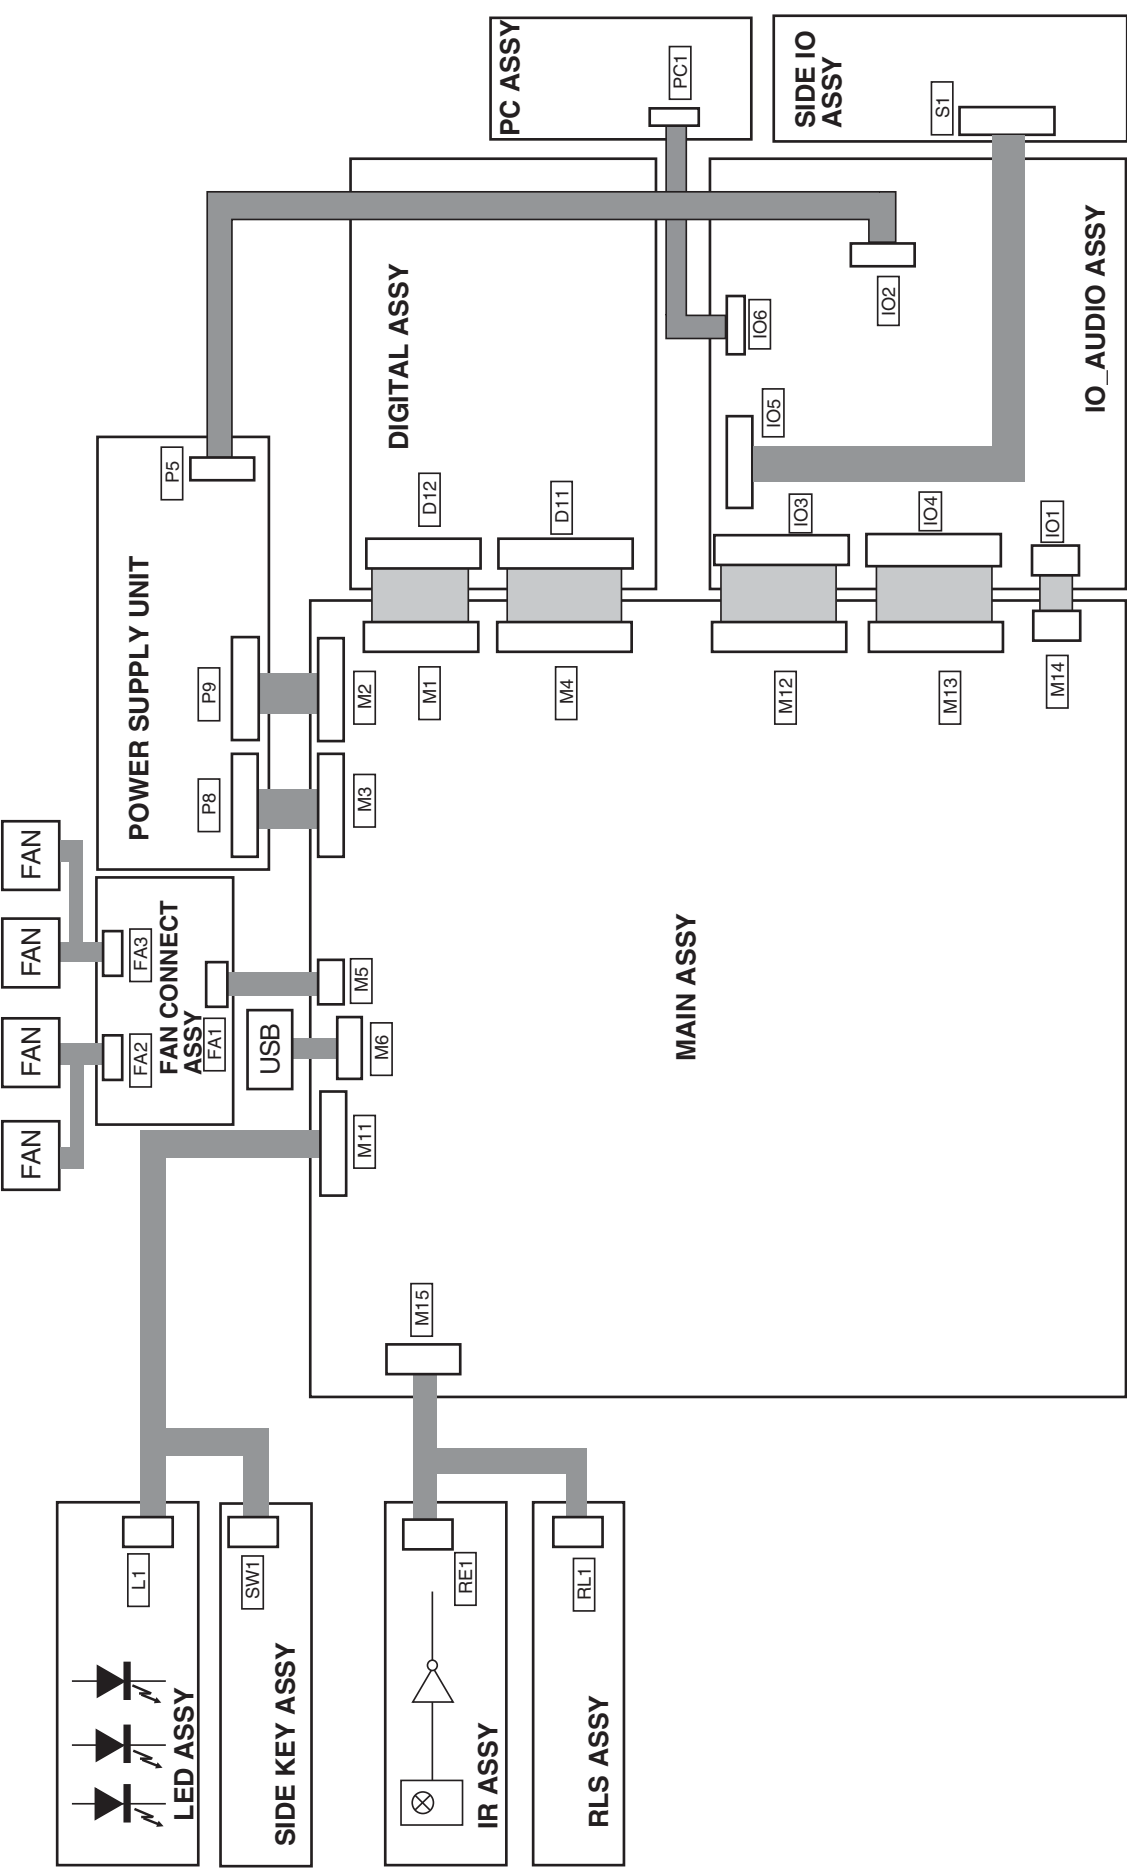 PC ASSY
PC1
SIDE IO
ASSY
S1
P5
POWER SUPPLY UNIT
P9
P8
DIGITAL ASSY
D12
D11
IO6
IO2
IO5
IO3
IO4
IO1
IO_AUDIO ASSY
M2
M3
M1
M4
M12
M13
M14
FAN
FAN
FAN
FAN
FA3
FA2
FAN CONNECT
ASSY
FA1
USB
M5
M6
M11
MAIN ASSY
M15
L1
LED ASSY
SW1
SIDE KEY ASSY
RE1
IR ASSY
RL1
RLS ASSY